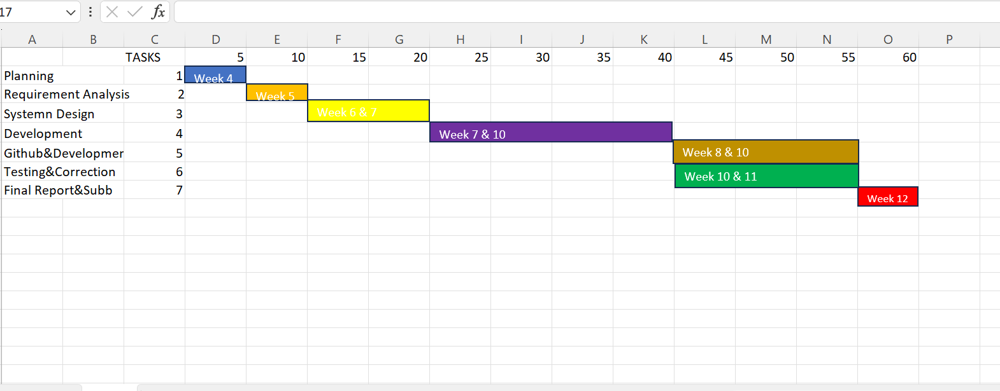 17 fx
A B C D E F G H I J K L M N O P
TASKS 5 10 15 20 25 30 35 40 45 50 55 60
Planning 1 Week 4
Requirement Analysis 2 Week 5
Systemn Design 3 Week 6 & 7
Development 4 Week 7 & 10
Github&Developmer 5 Week 8 & 10
Testing&Correction 6 Week 10 & 11
Final Report&Subb 7 Week 12